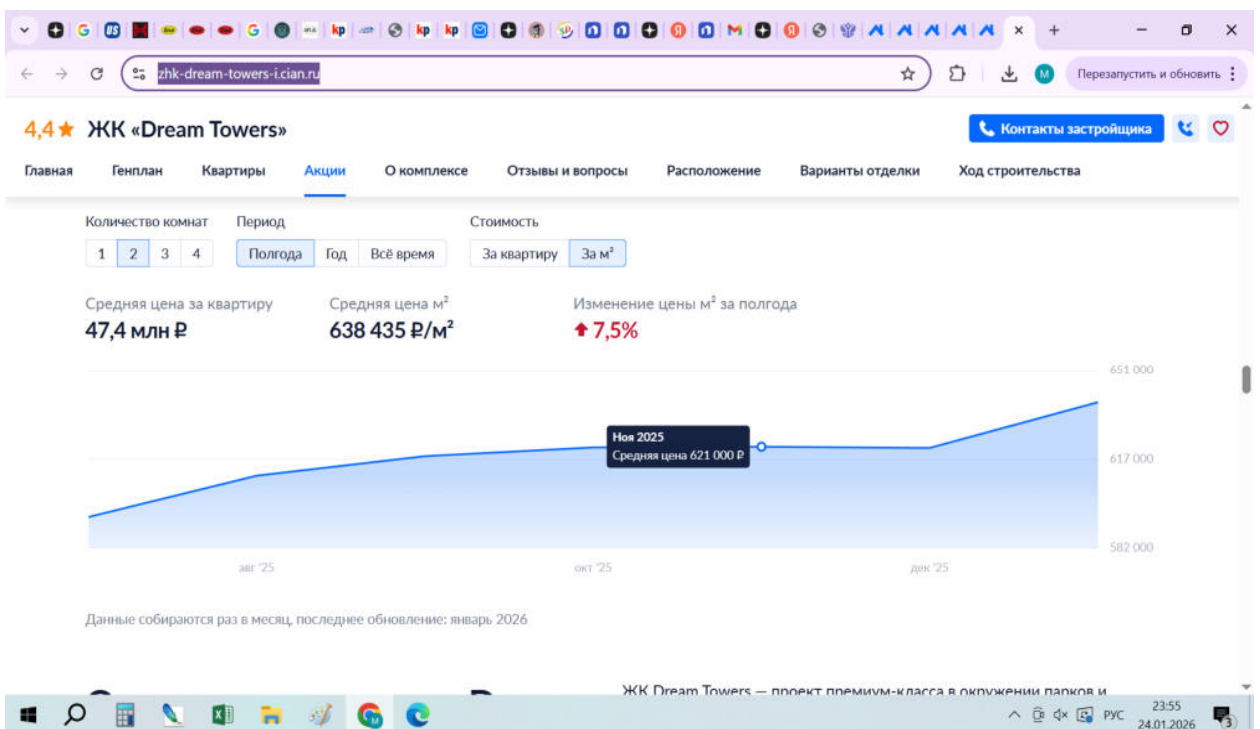 zhk-dream-towers-i.cian.ru
Перезапустить и обновить
4,4 ★ ЖК «Dream Towers»
Контакты застройщика
Главная Генплан Квартиры Акции О комплексе Отзывы и вопросы Расположение Варианты отделки Ход строительства
Количество комнат Период Стоимость
1 2 3 4 Полгода Год Всё время За квартиру За м²
Средняя цена за квартиру Средняя цена м² Изменение цены м² за полгода
47,4 млн ₽ 638 435 ₽/м² 7,5%
651 000
Ноя 2025
Средняя цена 621 000 ₽
617 000
582 000
авг '25 окт '25 дек '25
Данные собираются раз в месяц, последнее обновление: январь 2026
ЖК Dream Towers — проект премиум-класса в окружении парков и
РУС
23:55
24.01.2026